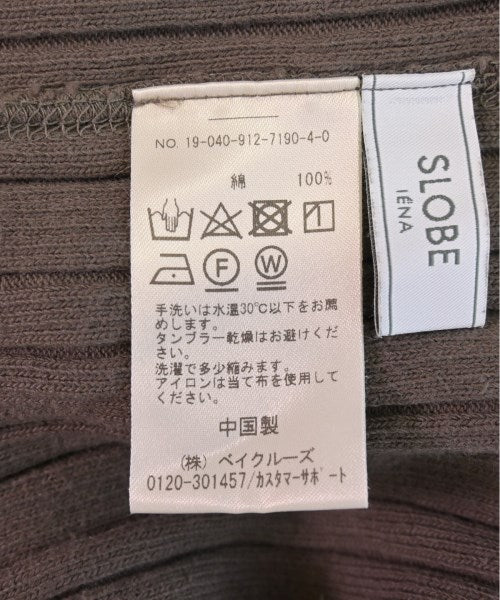 NO. 19-040-912-7190-4-0
綿 100%
F W
手洗いは水温30℃以下をお薦
めします。
タンブラー乾燥はお避けくだ
さい。
洗濯で多少縮みます。
アイロンは当て布を使用して
ください。
中国製
(株) ベイクルーズ
0120-301457/カスタマーサポート
SLOBE
IÉNA